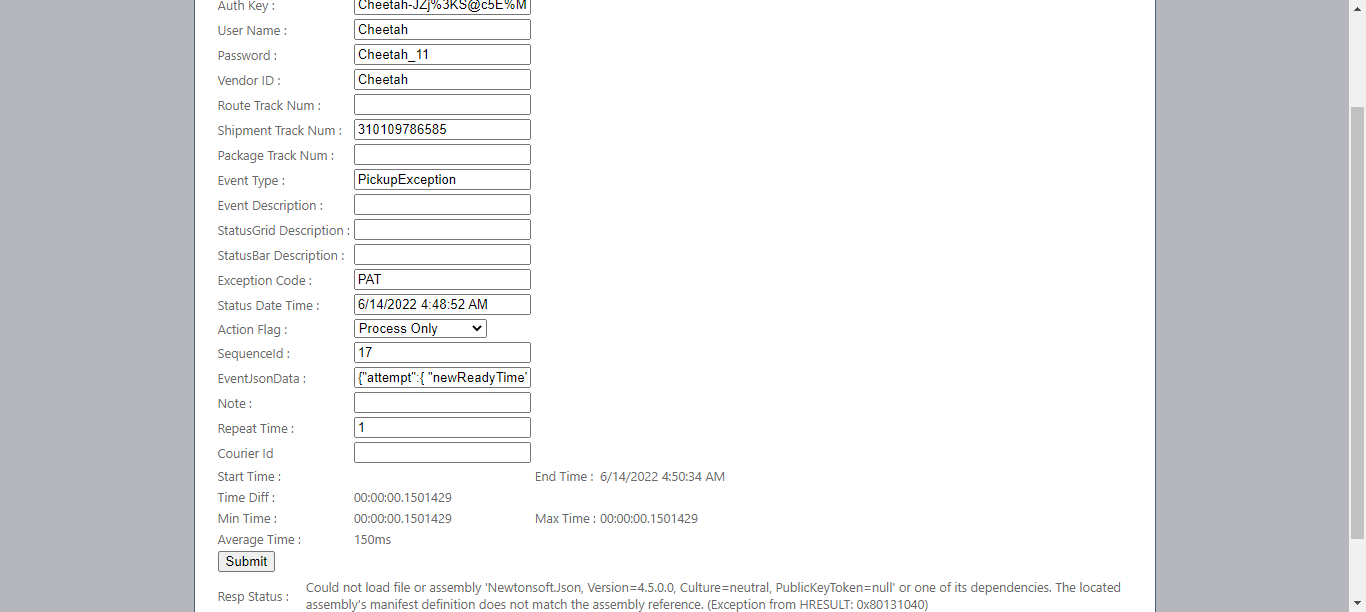 Auth Key : Cheetah-JZj%3KS@c5E%M
User Name : Cheetah
Password : Cheetah_11
Vendor ID : Cheetah
Route Track Num :
Shipment Track Num : 310109786585
Package Track Num :
Event Type : PickupException
Event Description :
StatusGrid Description :
StatusBar Description :
Exception Code : PAT
Status Date Time : 6/14/2022 4:48:52 AM
Action Flag : Process Only
SequenceId : 17
EventJsonData : {"attempt":{ "newReadyTime'
Note :
Repeat Time : 1
Courier Id
Start Time : End Time : 6/14/2022 4:50:34 AM
Time Diff : 00:00:00.1501429
Min Time : 00:00:00.1501429 Max Time : 00:00:00.1501429
Average Time : 150ms
Submit
Resp Status : Could not load file or assembly 'Newtonsoft.Json, Version=4.5.0.0, Culture=neutral, PublicKeyToken=null' or one of its dependencies. The located
assembly's manifest definition does not match the assembly reference. (Exception from HRESULT: 0x80131040)